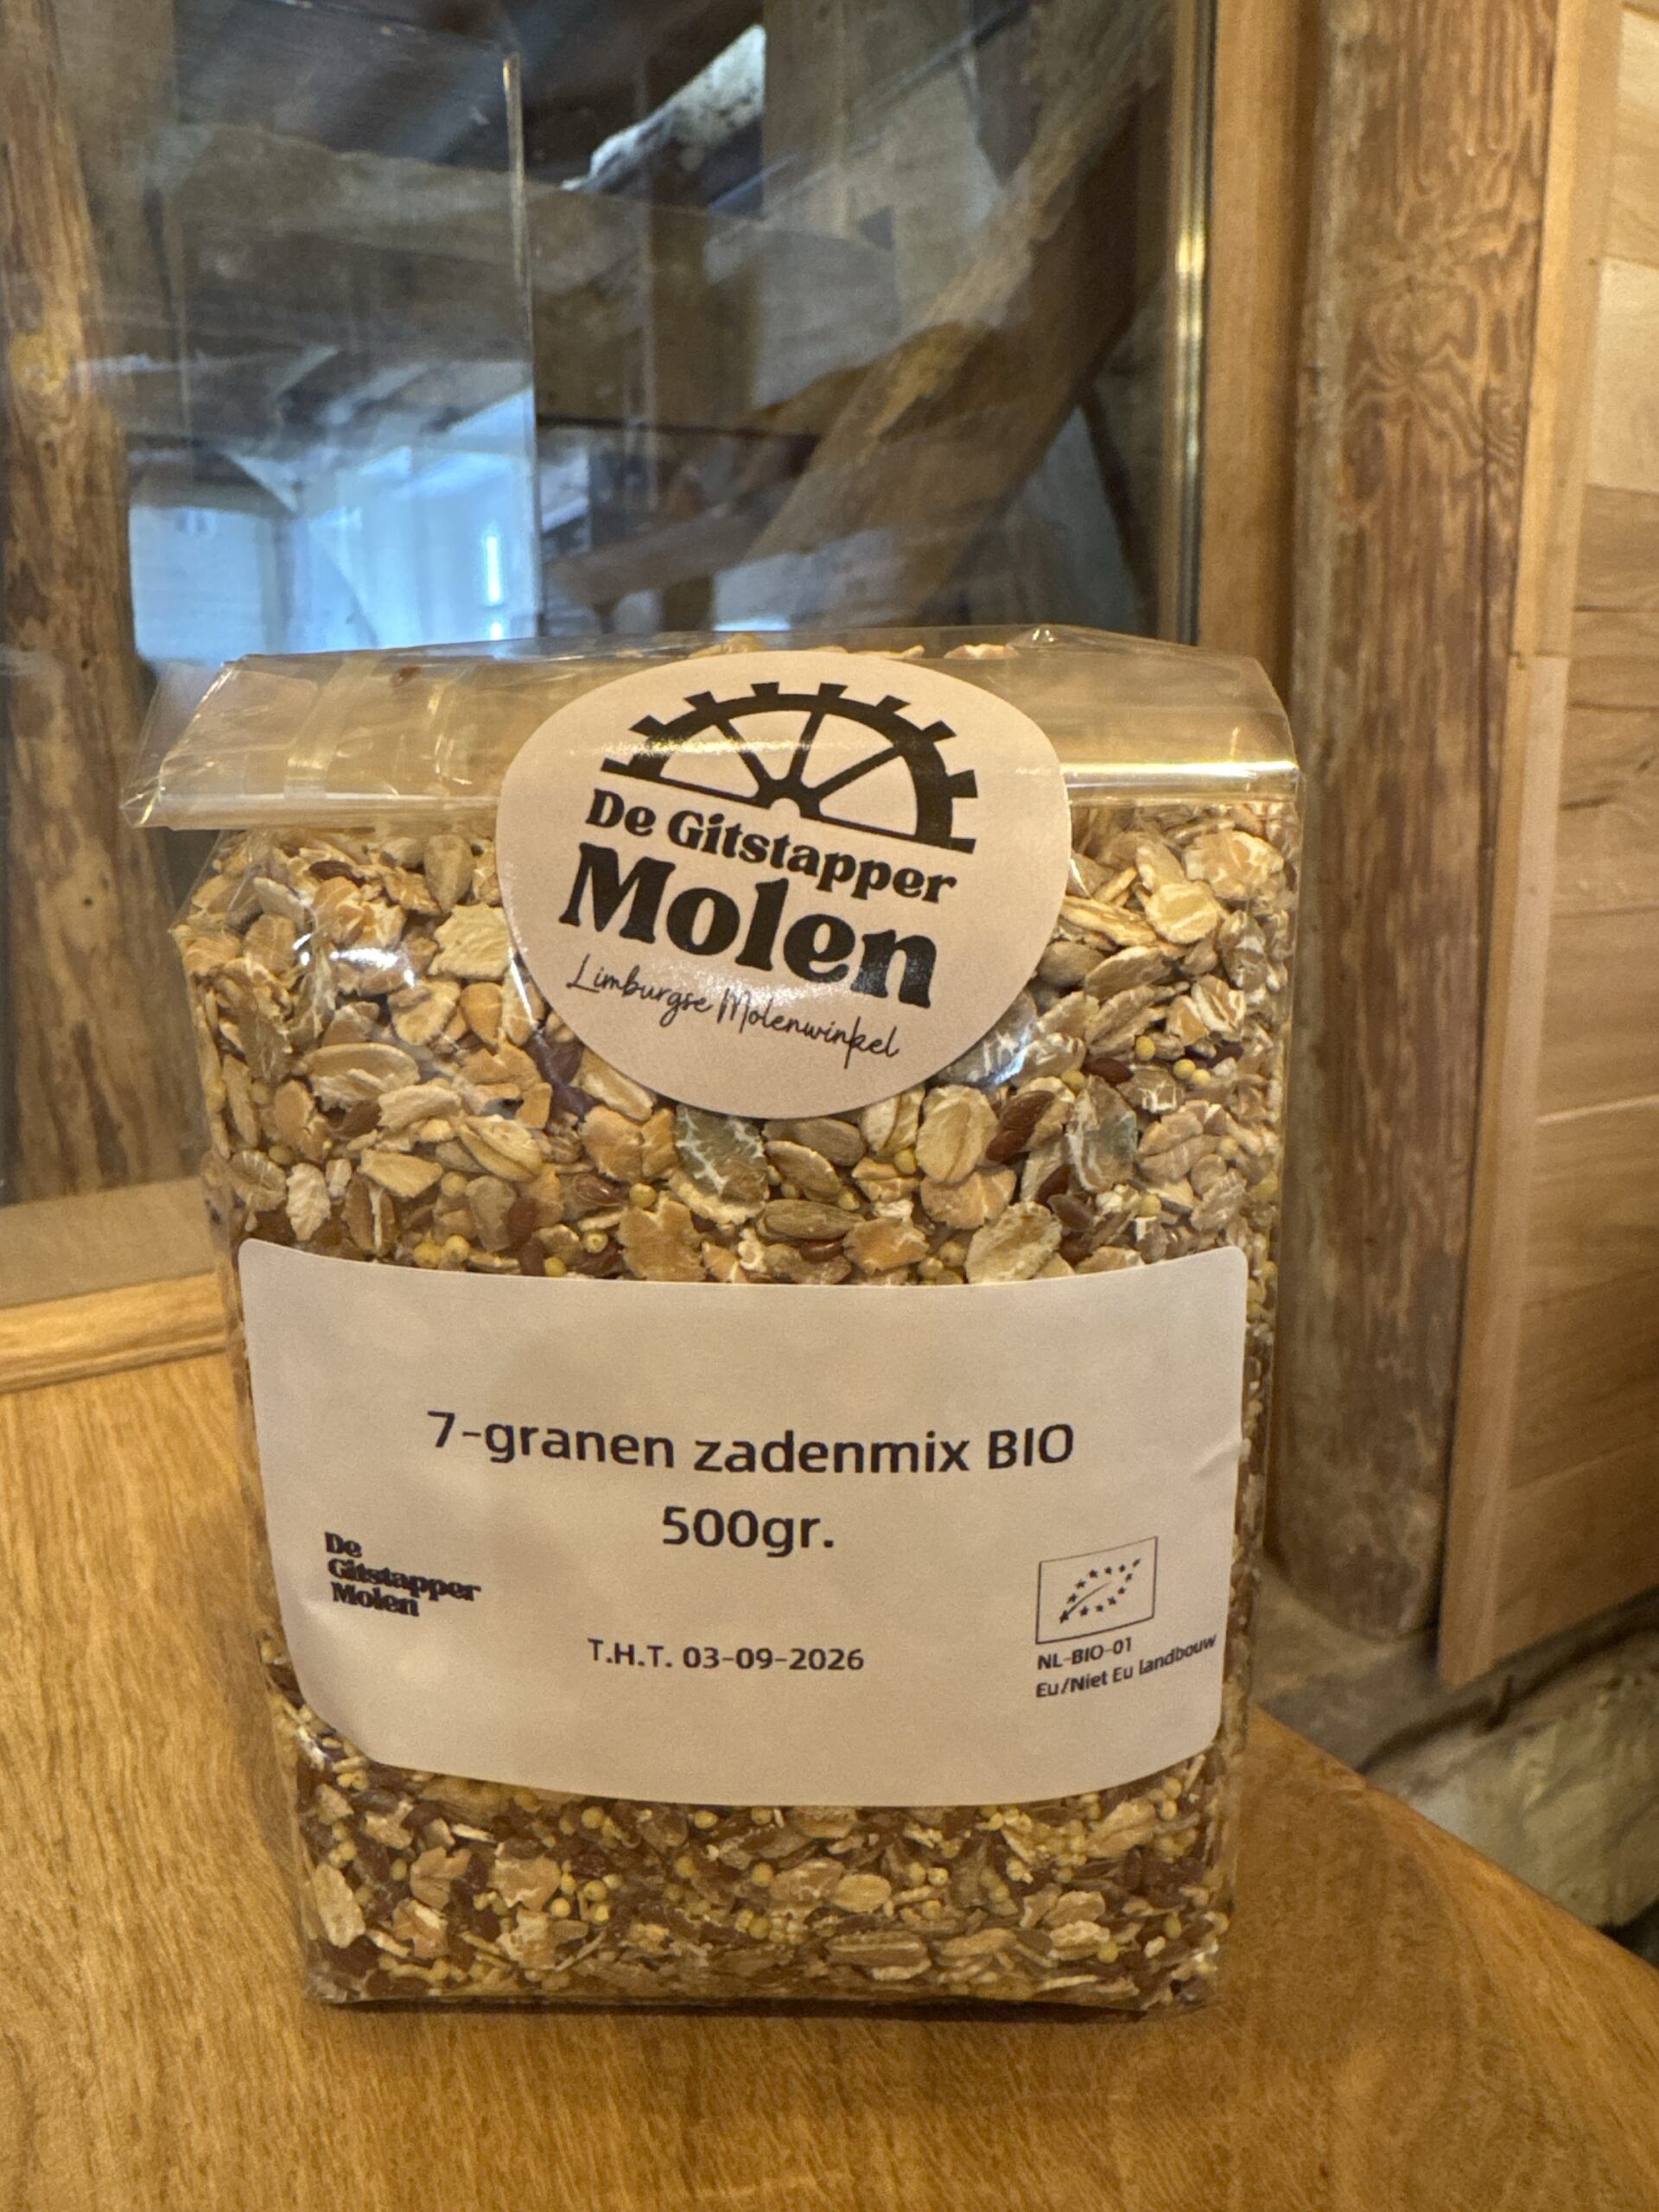 De Gitstapper
Molen
Limburgse Molenwinkel
7-granen zadenmix BIO
500gr.
De
Gitstapper
Molen
T.H.T. 03-09-2026
NL-BIO-01
Eu/Niet Eu landbouw